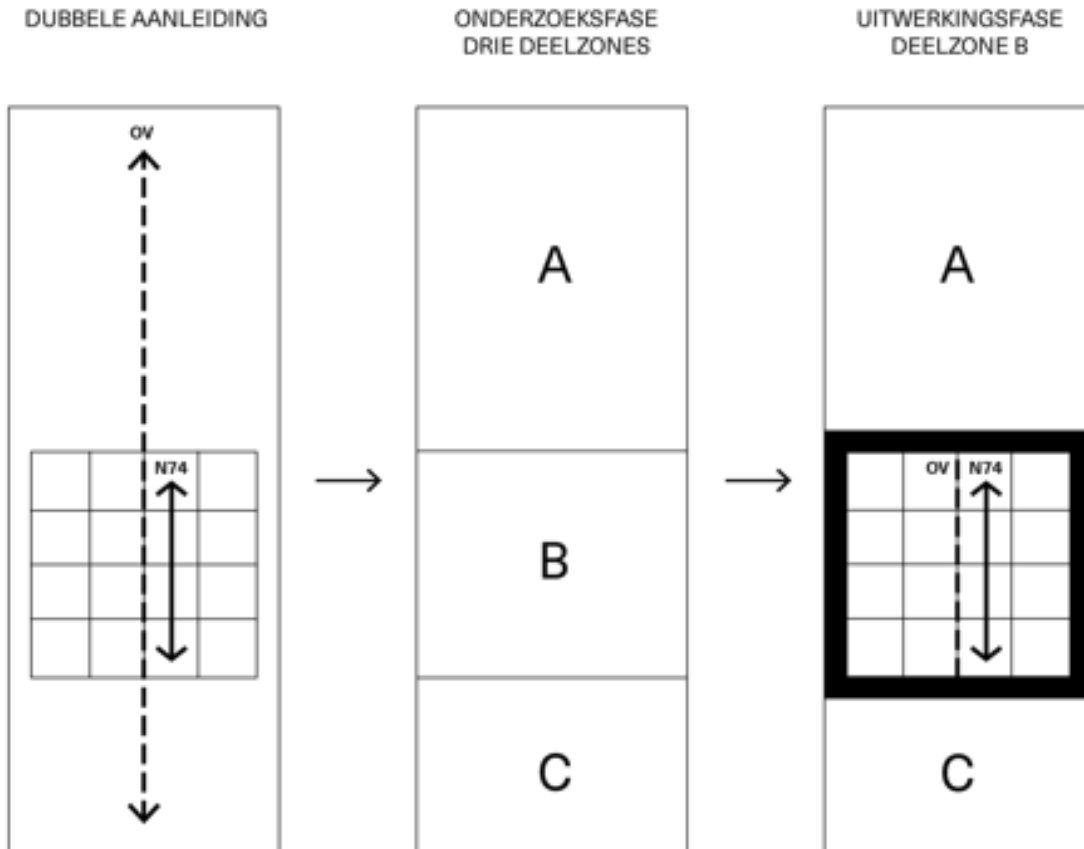 DUBBELE AANLEIDING
OV
N74
ONDERZOEKSFASE
DRIE DEELZONES
A
B
C
UITWERKINGSFASE
DEELZONE B
A
OV N74
C